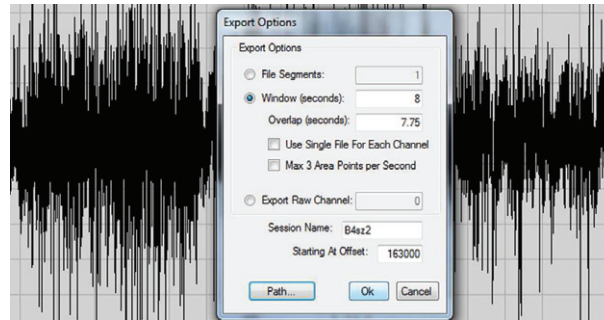 Export Options
Export Options
File Segments: 1
Window (seconds): 8
Overlap (seconds): 7.75
Use Single File For Each Channel
Max 3 Area Points per Second
Export Raw Channel: 0
Session Name: B4sz2
Starting At Offset: 163000
Path... Ok Cancel